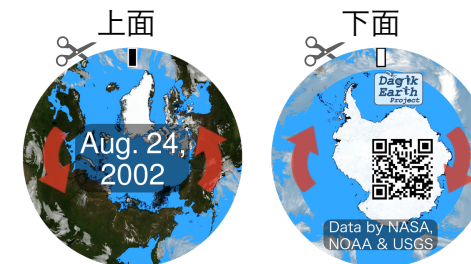 上面
下面
Aug. 24,
2002
Dagik
Earth
Project
Data by NASA,
NOAA & USGS